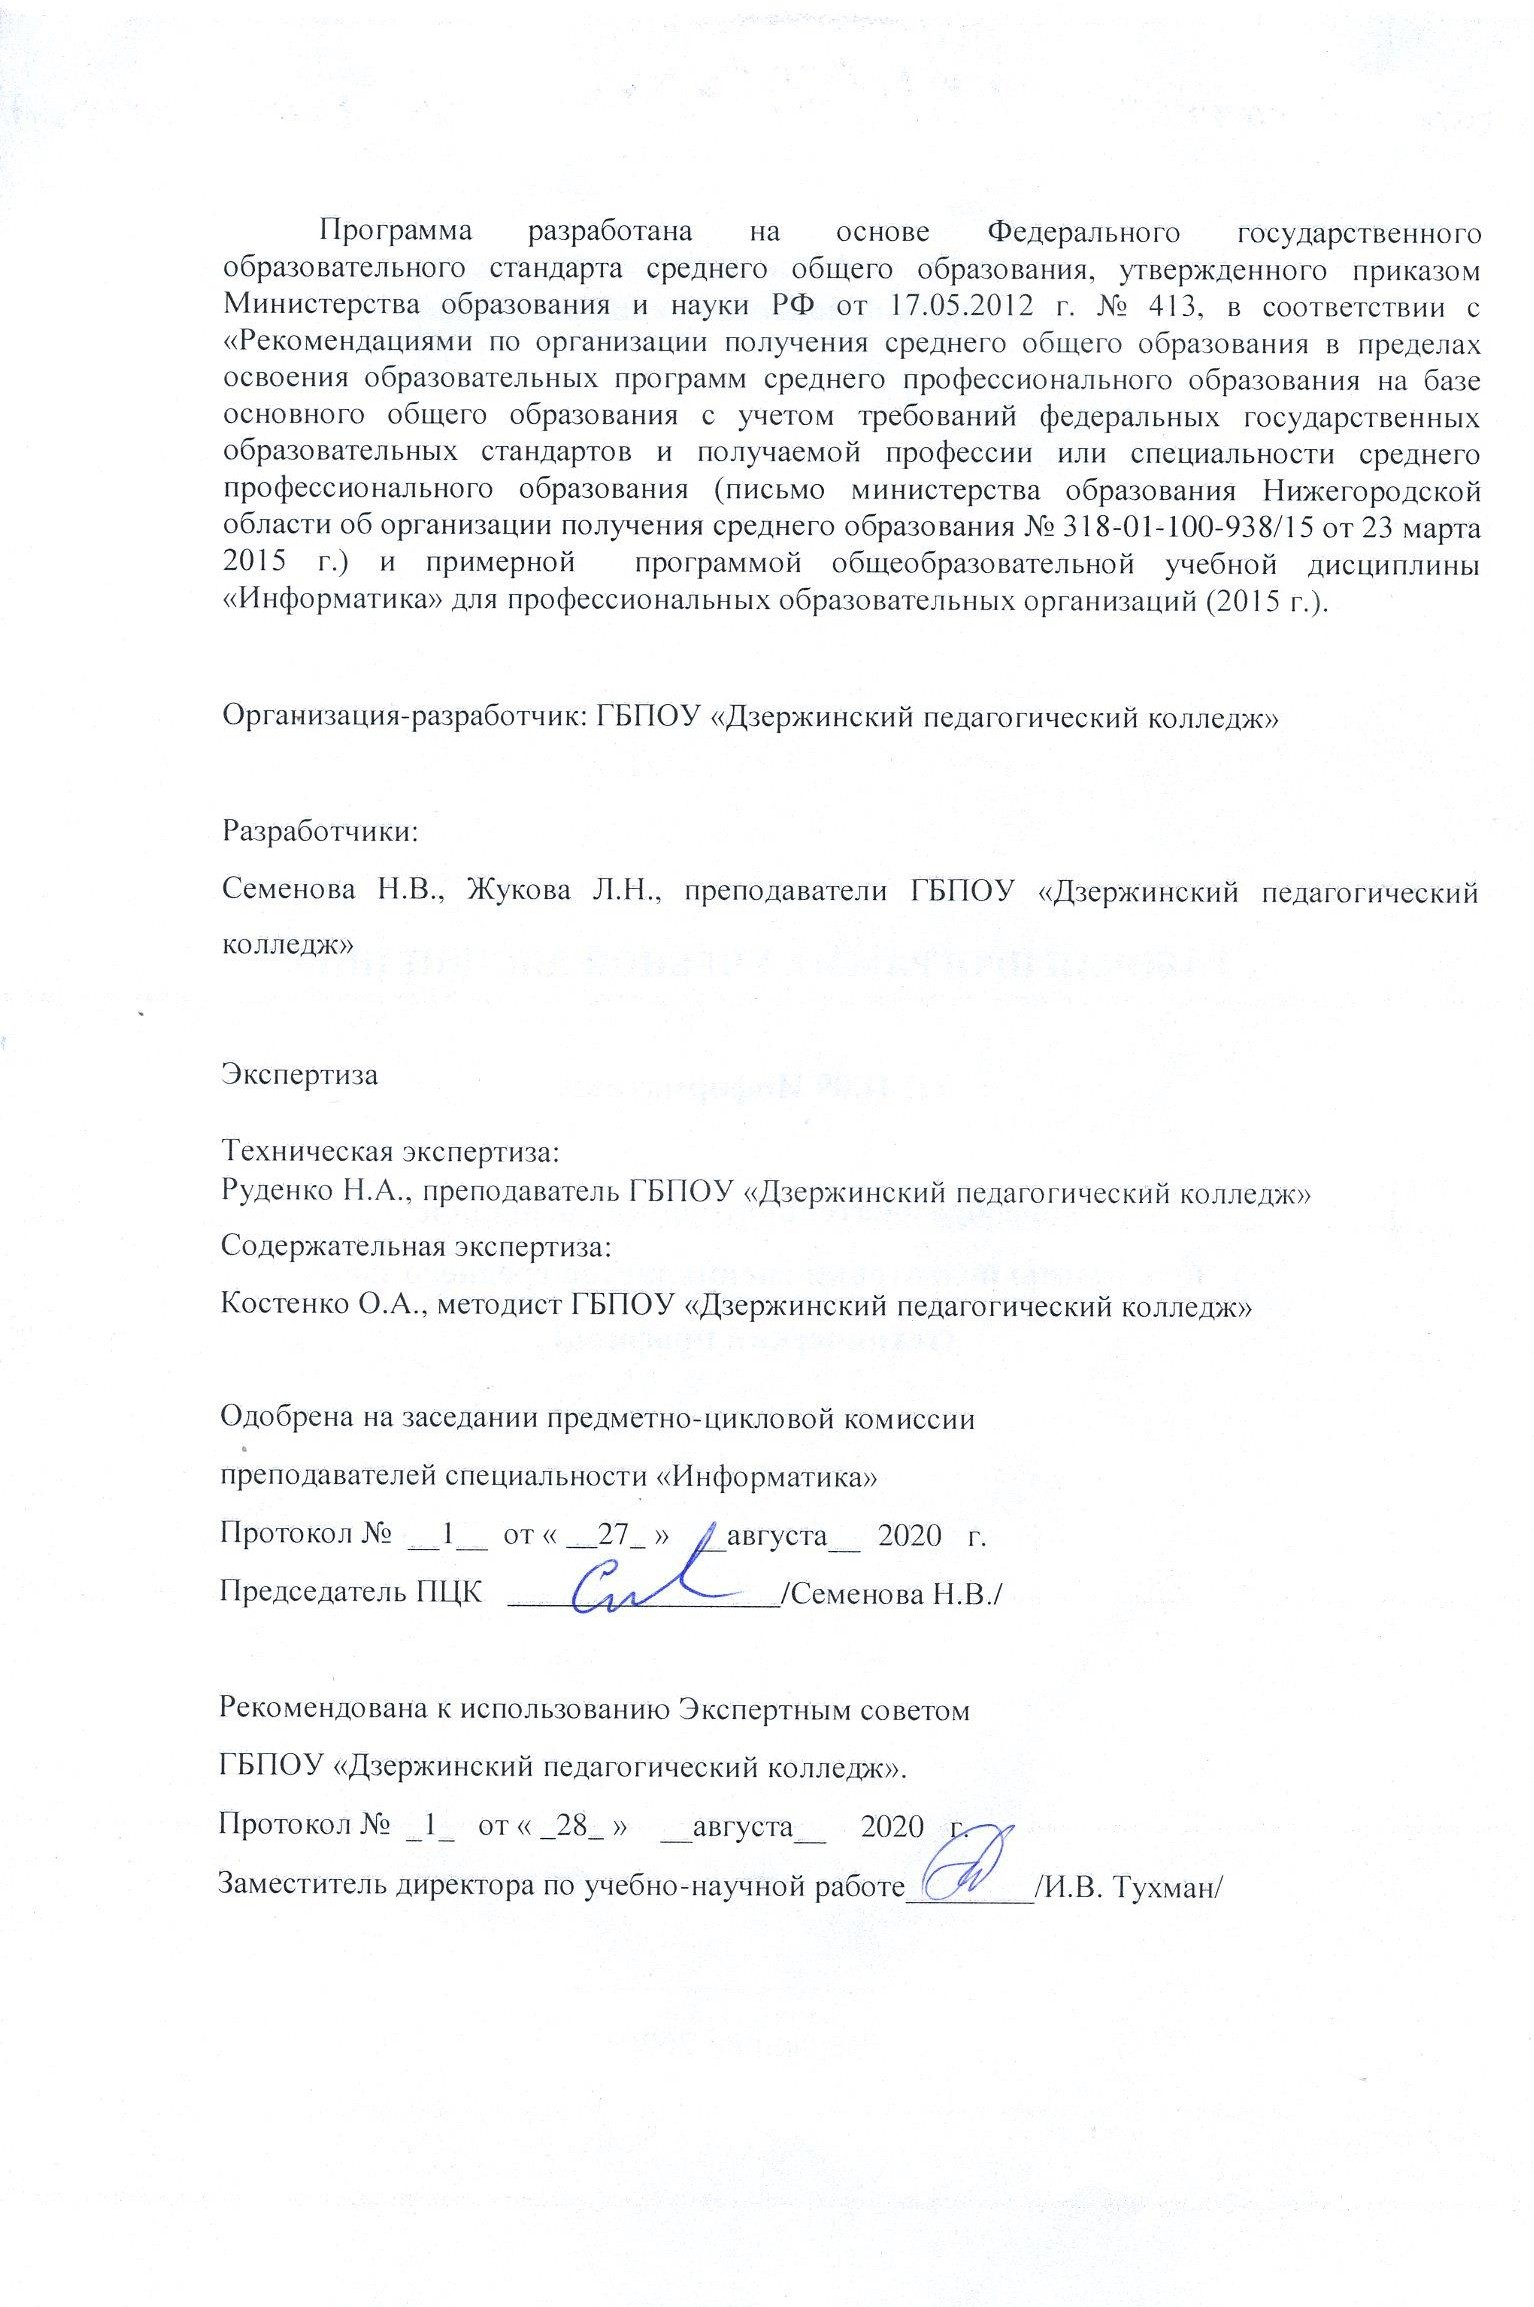 Программа разработана на основе Федерального государственного
образовательного стандарта среднего общего образования, утвержденного приказом
Министерства образования и науки РФ от 17.05.2012 г. № 413, в соответствии с
«Рекомендациями по организации получения среднего общего образования в пределах
освоения образовательных программ среднего профессионального образования на базе
основного общего образования с учетом требований федеральных государственных
образовательных стандартов и получаемой профессии или специальности среднего
профессионального образования (письмо министерства образования Нижегородской
области об организации получения среднего образования № 318-01-100-938/15 от 23 марта
2015 г.) и примерной программой общеобразовательной учебной дисциплины
«Информатика» для профессиональных образовательных организаций (2015 г.).
Организация-разработчик: ГБПОУ «Дзержинский педагогический колледж»
Разработчики:
Семенова Н.В., Жукова Л.Н., преподаватели ГБПОУ «Дзержинский педагогический
колледж»
Экспертиза
Техническая экспертиза:
Руденко Н.А., преподаватель ГБПОУ «Дзержинский педагогический колледж»
Содержательная экспертиза:
Костенко О.А., методист ГБПОУ «Дзержинский педагогический колледж»
Одобрена на заседании предметно-цикловой комиссии
преподавателей специальности «Информатика»
Протокол № __1__ от « __27_ » __августа__ 2020 г.
Председатель ПЦК _________________/Семенова Н.В./
Рекомендована к использованию Экспертным советом
ГБПОУ «Дзержинский педагогический колледж».
Протокол № _1_ от « _28_ » __августа__ 2020 г.
Заместитель директора по учебно-научной работе________/И.В. Тухман/